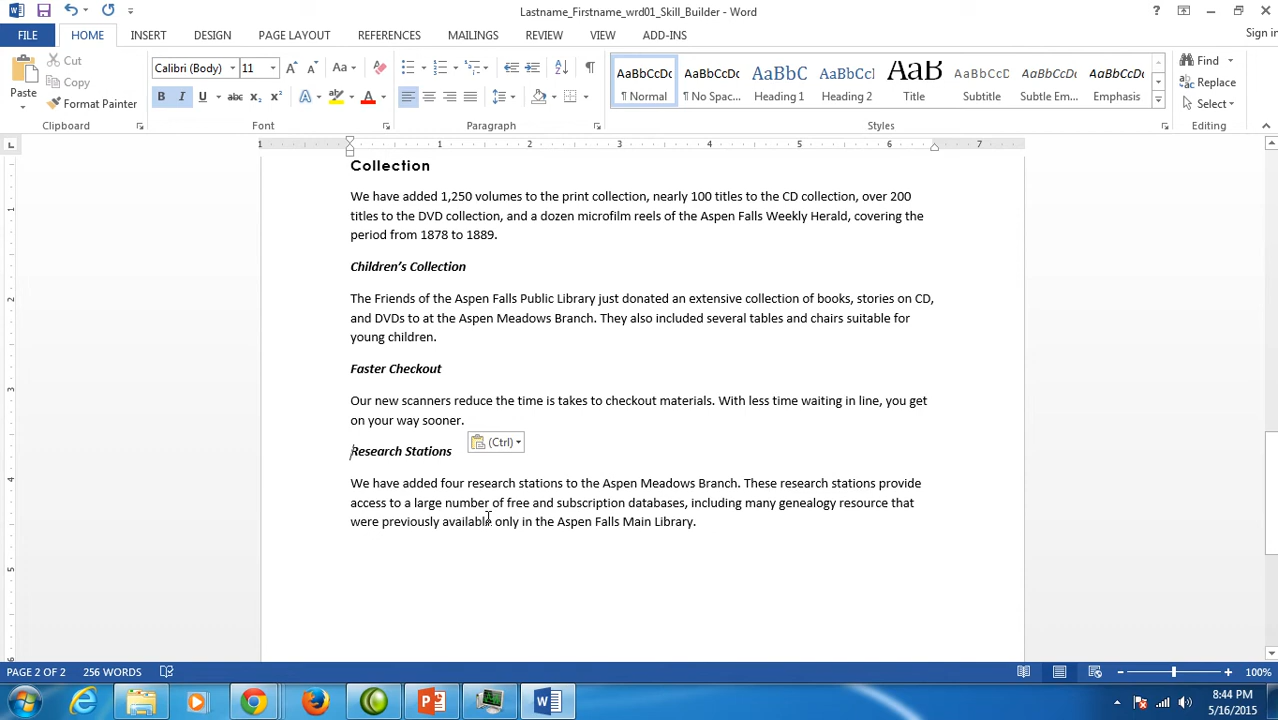 Lastname_Firstname_wrd01_Skill_Builder - Word
Sign in
FILE HOME INSERT DESIGN PAGE LAYOUT REFERENCES MAILINGS REVIEW VIEW ADD-INS
Paste
Cut
Copy
Format Painter
Clipboard
Calibri (Body) 11
Font
Paragraph
AaBbCcDc AaBbCcDc AaBbC AaBbCcI AaB AaBbCcD AaBbCcDc AaBbCcDc
¶ Normal ¶ No Spac... Heading 1 Heading 2 Title Subtitle Subtle Em... Emphasis
Styles
Find
Replace
Select
Editing
1 1 2 3 4 5 6 7
Collection
We have added 1,250 volumes to the print collection, nearly 100 titles to the CD collection, over 200
titles to the DVD collection, and a dozen microfilm reels of the Aspen Falls Weekly Herald, covering the
period from 1878 to 1889.
Children’s Collection
The Friends of the Aspen Falls Public Library just donated an extensive collection of books, stories on CD,
and DVDs to at the Aspen Meadows Branch. They also included several tables and chairs suitable for
young children.
Faster Checkout
Our new scanners reduce the time is takes to checkout materials. With less time waiting in line, you get
on your way sooner.
(Ctrl)
Research Stations
We have added four research stations to the Aspen Meadows Branch. These research stations provide
access to a large number of free and subscription databases, including many genealogy resource that
were previously available only in the Aspen Falls Main Library.
PAGE 2 OF 2 256 WORDS 100%
8:44 PM
5/16/2015